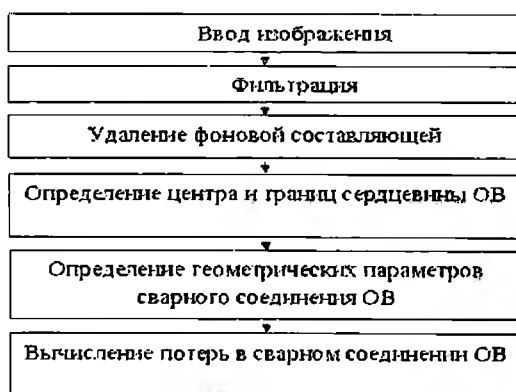 Ввод изображения
Фильтрация
Удаление фоновой составляющей
Определение центра и границ сердцевины ОВ
Определение геометрических параметров
сварного соединения ОВ
Вычисление потерь в сварном соединении ОВ